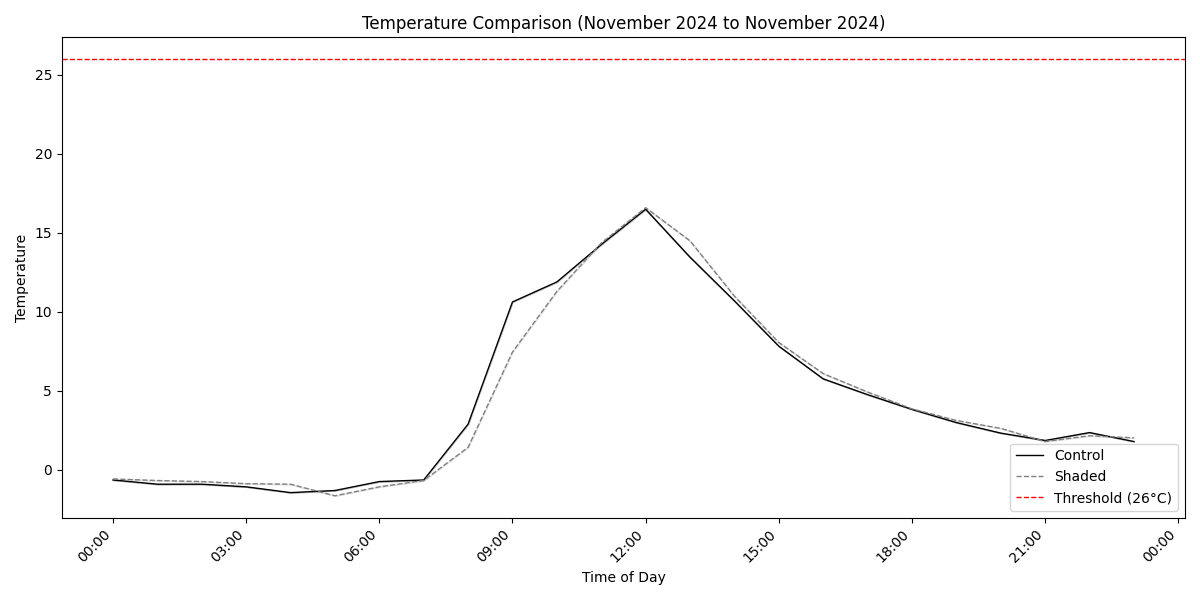 Temperature Comparison (November 2024 to November 2024)
Temperature
25
20
15
10
5
0
Control
Shaded
Threshold (26°C)
00:00
03:00
06:00
09:00
12:00
15:00
18:00
21:00
00:00
Time of Day